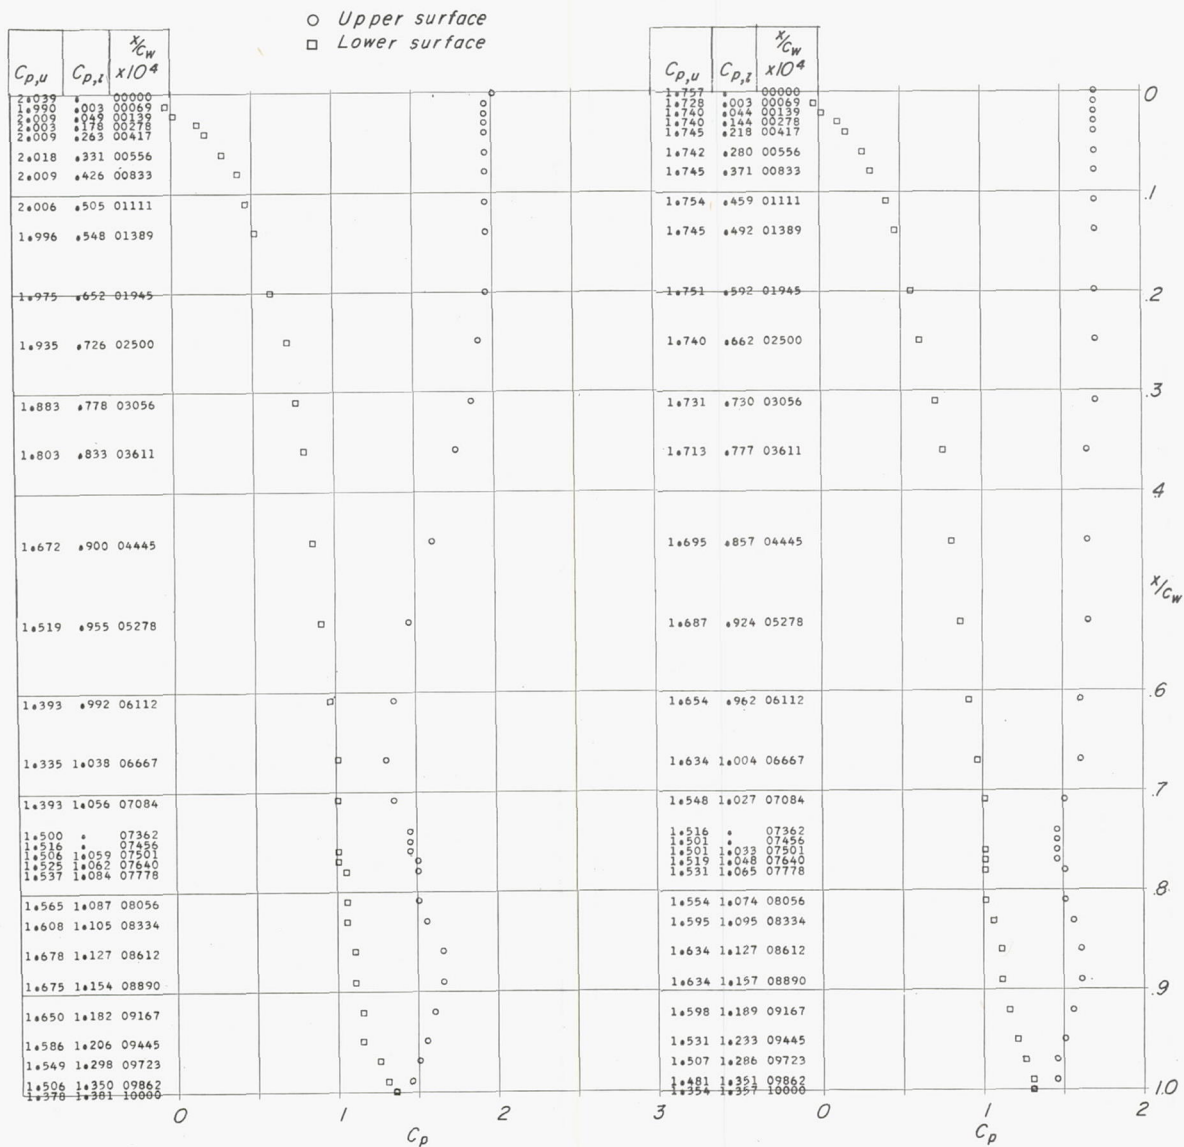 ○ Upper surface
□ Lower surface
Cp,u Cp,l x/cw ×10⁴
2.039 . 00000
1.990 .003 00069
2.009 .049 00139
2.003 .178 00278
2.009 .263 00417
2.018 .331 00556
2.009 .426 00833
2.006 .505 01111
1.996 .548 01389
1.975 .652 01945
1.935 .726 02500
1.883 .778 03056
1.803 .833 03611
1.672 .900 04445
1.519 .955 05278
1.393 .992 06112
1.335 1.038 06667
1.393 1.056 07084
1.500 . 07362
1.516 . 07456
1.506 1.059 07501
1.525 1.062 07640
1.537 1.084 07778
1.565 1.087 08056
1.608 1.105 08334
1.678 1.127 08612
1.675 1.154 08890
1.650 1.182 09167
1.586 1.206 09445
1.549 1.298 09723
1.506 1.350 09862
1.378 1.381 10000
0 1 2 3
Cp
Cp,u Cp,l x/cw ×10⁴
1.757 . 00000
1.728 .003 00069
1.740 .044 00139
1.740 .144 00278
1.745 .218 00417
1.742 .280 00556
1.745 .371 00833
1.754 .459 01111
1.745 .492 01389
1.751 .592 01945
1.740 .662 02500
1.731 .730 03056
1.713 .777 03611
1.695 .857 04445
1.687 .924 05278
1.654 .962 06112
1.634 1.004 06667
1.548 1.027 07084
1.516 . 07362
1.501 . 07456
1.501 1.033 07501
1.519 1.048 07640
1.531 1.065 07778
1.554 1.074 08056
1.595 1.095 08334
1.634 1.127 08612
1.634 1.157 08890
1.598 1.189 09167
1.531 1.233 09445
1.507 1.286 09723
1.481 1.351 09862
1.354 1.357 10000
0 1 2
Cp
0
.1
.2
.3
.4
x/cw
.6
.7
.8
.9
1.0